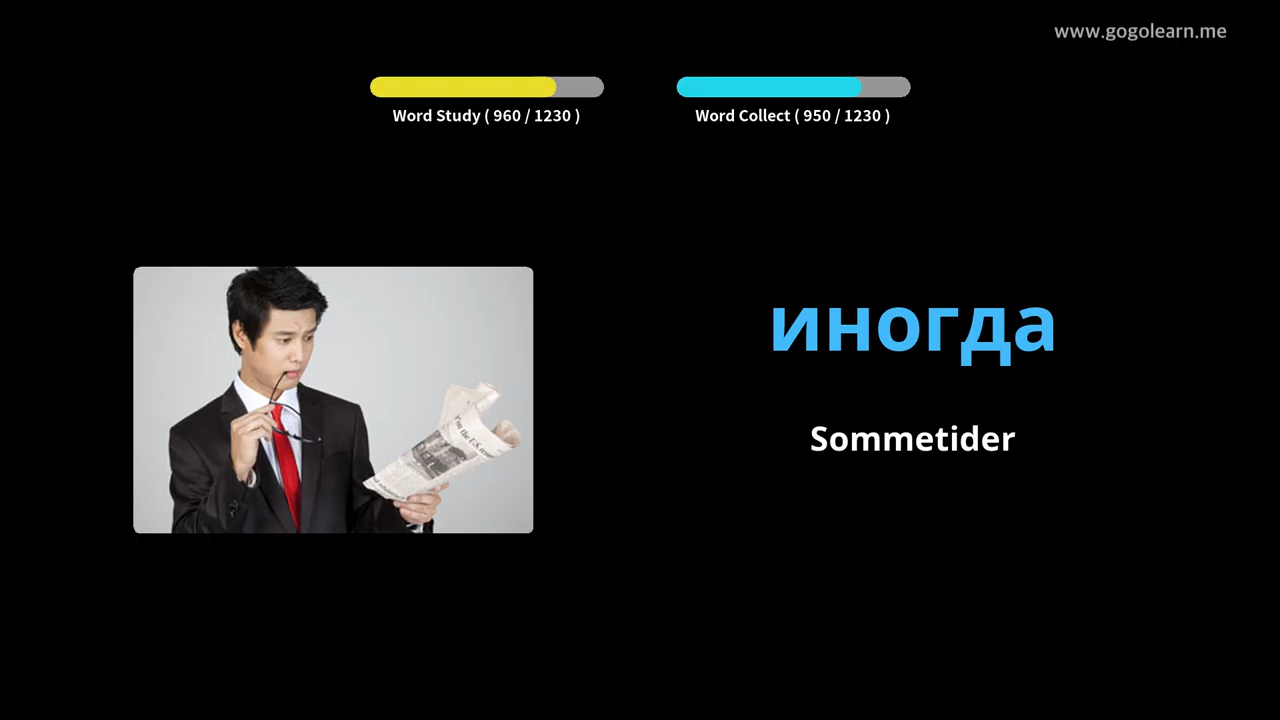 www.gogolearn.me
Word Study ( 960 / 1230 )
Word Collect ( 950 / 1230 )
иногда
Sommetider